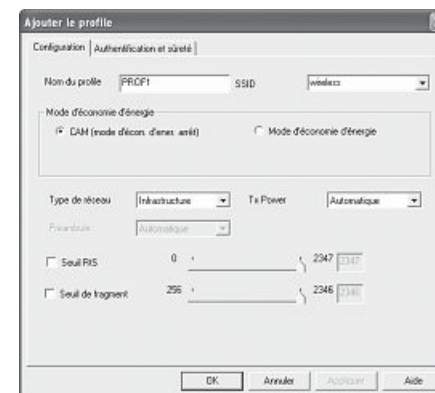 Ajouter le profile
Configuration Authentification et sûreté
Nom du profile PROF1 SSID wireless
Mode d'économie d'énergie
CAM (mode d'écon. d'ener. arrêt) Mode d'économie d'énergie
Type de réseau Infrastructure Tx Power Automatique
Préambule Automatique
Seuil RTS 0 2347 2347
Seuil de fragment 256 2346 2346
OK Annuler Appliquer Aide